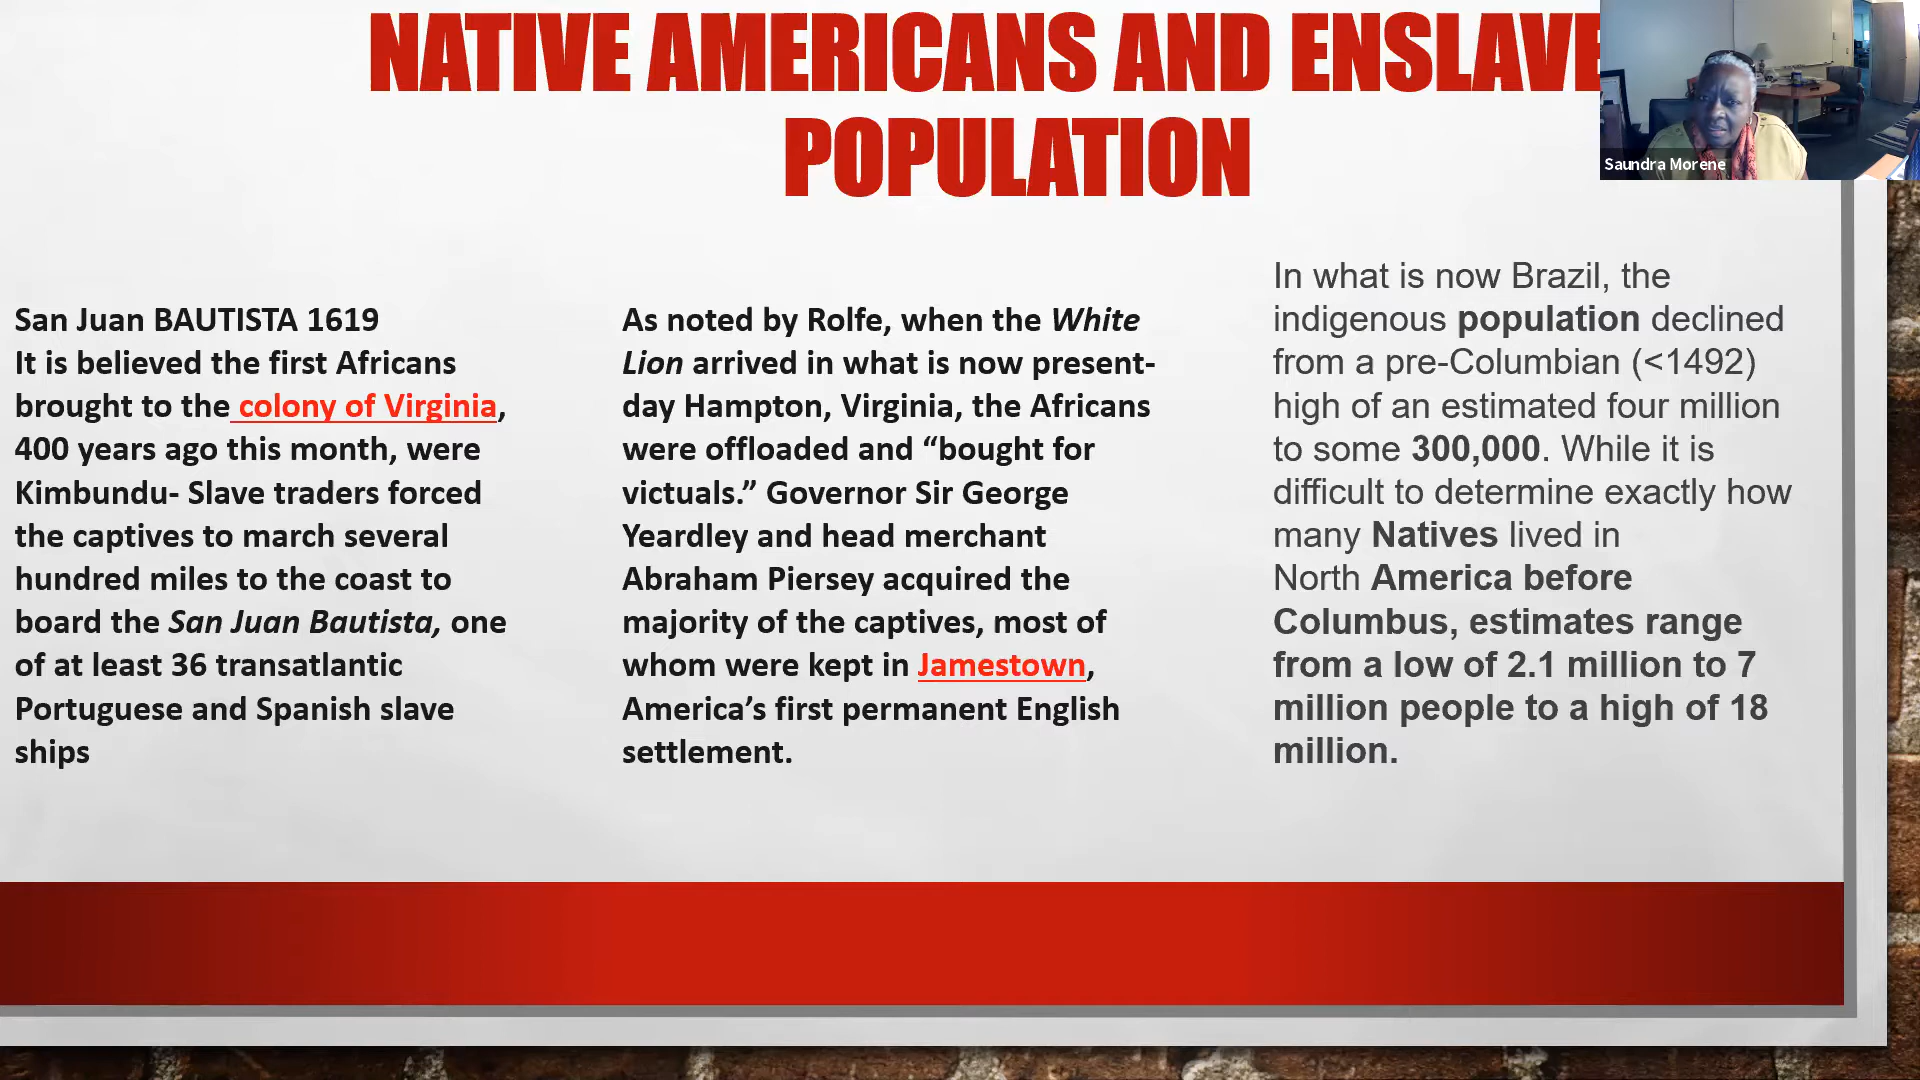 NATIVE AMERICANS AND ENSLAVE
POPULATION
Saundra Morene
San Juan BAUTISTA 1619
It is believed the first Africans
brought to the colony of Virginia,
400 years ago this month, were
Kimbundu- Slave traders forced
the captives to march several
hundred miles to the coast to
board the San Juan Bautista, one
of at least 36 transatlantic
Portuguese and Spanish slave
ships
As noted by Rolfe, when the White
Lion arrived in what is now present-
day Hampton, Virginia, the Africans
were offloaded and “bought for
victuals.” Governor Sir George
Yeardley and head merchant
Abraham Piersey acquired the
majority of the captives, most of
whom were kept in Jamestown,
America’s first permanent English
settlement.
In what is now Brazil, the
indigenous population declined
from a pre-Columbian (<1492)
high of an estimated four million
to some 300,000. While it is
difficult to determine exactly how
many Natives lived in
North America before
Columbus, estimates range
from a low of 2.1 million to 7
million people to a high of 18
million.